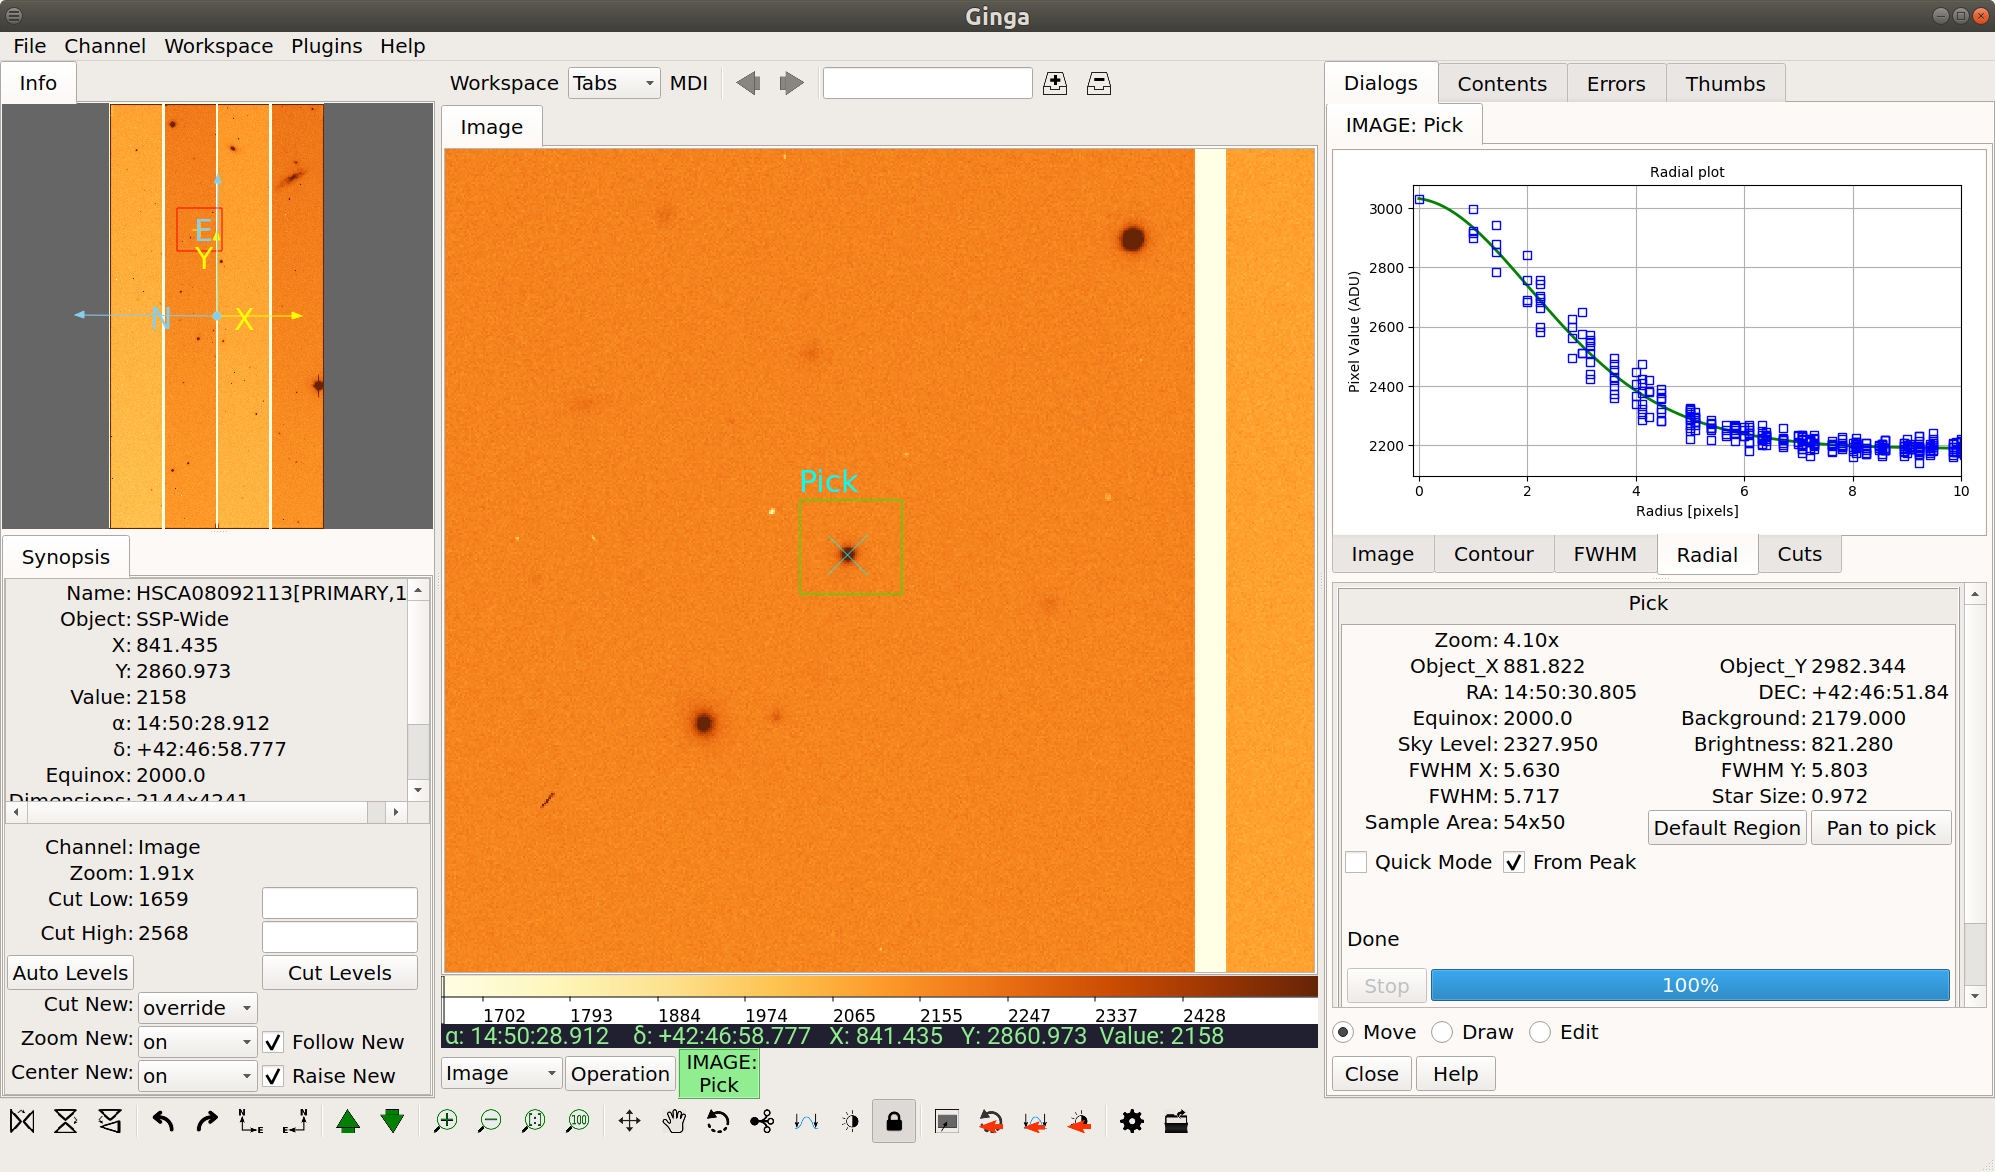 Ginga
File Channel Workspace Plugins Help
Info
Workspace Tabs MDI
Image
E
Y
N
X
Pick
Synopsis
Name: HSCA08092113[PRIMARY,1
Object: SSP-Wide
X: 841.435
Y: 2860.973
Value: 2158
α: 14:50:28.912
δ: +42:46:58.777
Equinox: 2000.0
Dimensions: 2144x4241
Channel: Image
Zoom: 1.91x
Cut Low: 1659
Cut High: 2568
Auto Levels Cut Levels
Cut New: override
Zoom New: on Follow New
Center New: on Raise New
1702 1793 1884 1974 2065 2155 2247 2337 2428
α: 14:50:28.912 δ: +42:46:58.777 X: 841.435 Y: 2860.973 Value: 2158
Image Operation IMAGE:
Pick
Dialogs Contents Errors Thumbs
IMAGE: Pick
Radial plot
3000
2800
2600
2400
2200
Pixel Value (ADU)
0 2 4 6 8 10
Radius [pixels]
Image Contour FWHM Radial Cuts
Pick
Zoom: 4.10x
Object_X 881.822 Object_Y 2982.344
RA: 14:50:30.805 DEC: +42:46:51.84
Equinox: 2000.0 Background: 2179.000
Sky Level: 2327.950 Brightness: 821.280
FWHM X: 5.630 FWHM Y: 5.803
FWHM: 5.717 Star Size: 0.972
Sample Area: 54x50 Default Region Pan to pick
Quick Mode From Peak
Done
Stop 100%
Move Draw Edit
Close Help
N E E N 1:1 100